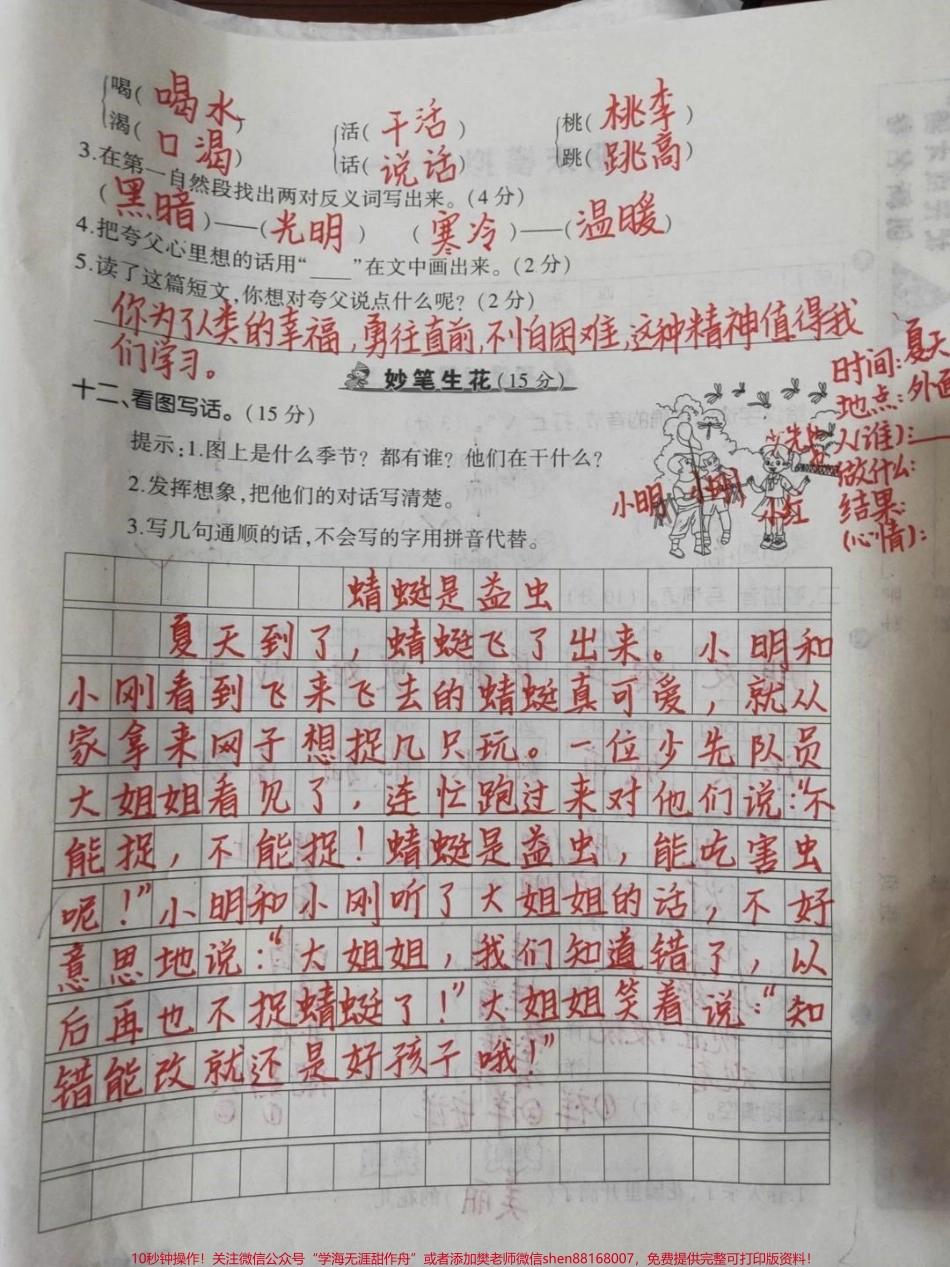 喝(喝水)
渴(口渴) 活(干活) 桃(桃李)
话(说话) 跳(跳高)
3.在第一自然段找出两对反义词写出来。(4分)
(黑暗)——(光明) (寒冷)——(温暖)
4.把夸父心里想的话用“____”在文中画出来。(2分)
5.读了这篇短文,你想对夸父说点什么呢?(2分)
你为了人类的幸福,勇往直前,不怕困难,这种精神值得我
们学习。
妙笔生花(15分)
十二、看图写话。(15分)
提示:1.图上是什么季节?都有谁?他们在干什么?
2.发挥想象,把他们的对话写清楚。
3.写几句通顺的话,不会写的字用拼音代替。
时间:夏天
地点:外面
人(谁):
做什么:
结果:
(心情):
小明
小刚
小红
蜻蜓是益虫
夏天到了,蜻蜓飞了出来。小明和
小刚看到飞来飞去的蜻蜓真可爱,就从
家拿来网子想捉几只玩。一位少先队员
大姐姐看见了,连忙跑过来对他们说:“不
能捉,不能捉!蜻蜓是益虫,能吃害虫
呢!”小明和小刚听了大姐姐的话,不好
意思地说:“大姐姐,我们知道错了,以
后再也不捉蜻蜓了!”大姐姐笑着说:“知
错能改就还是好孩子哦!”
10秒钟操作!关注微信公众号“学海无涯甜作舟”或者添加樊老师微信shen88168007,免费提供完整可打印版资料!